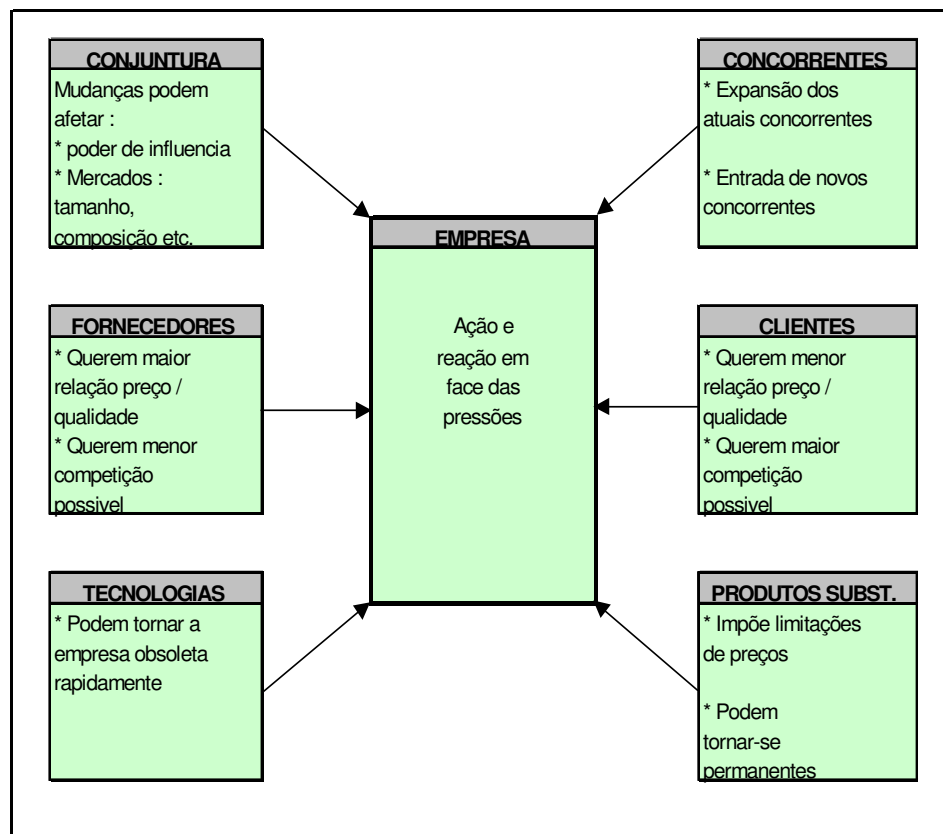 CONJUNTURA
Mudanças podem
afetar :
* poder de influencia
* Mercados :
tamanho,
composição etc.
CONCORRENTES
* Expansão dos
atuais concorrentes
* Entrada de novos
concorrentes
EMPRESA
Ação e
reação em
face das
pressões
FORNECEDORES
* Querem maior
relação preço /
qualidade
* Querem menor
competição
possivel
CLIENTES
* Querem menor
relação preço /
qualidade
* Querem maior
competição
possivel
TECNOLOGIAS
* Podem tornar a
empresa obsoleta
rapidamente
PRODUTOS SUBST.
* Impõe limitações
de preços
* Podem
tornar-se
permanentes